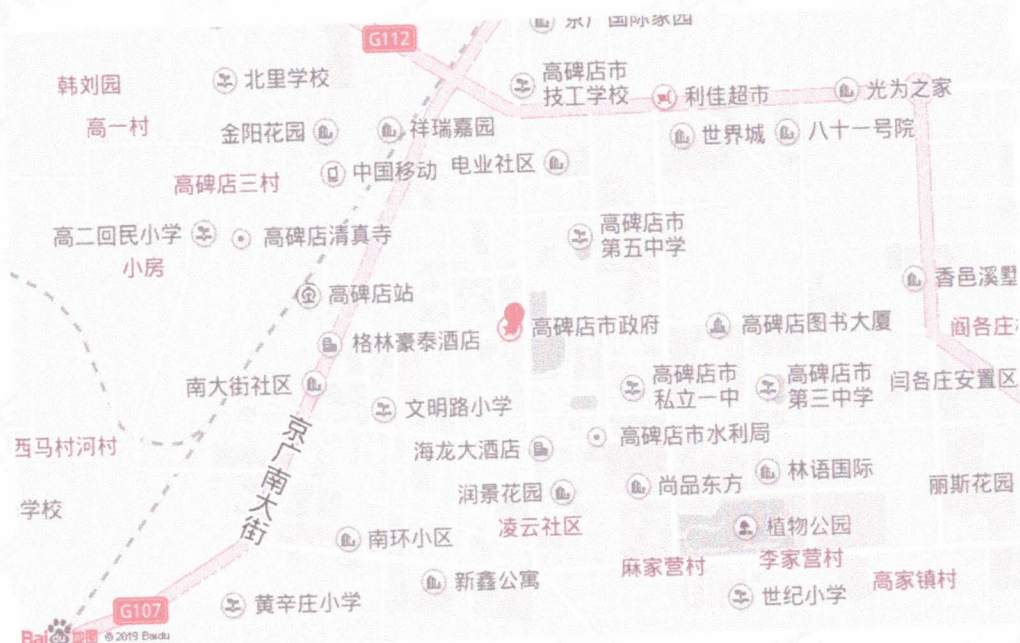 京广国际家园
G112
高碑店市
技工学校
韩刘园
北里学校
利佳超市
光为之家
高一村
金阳花园
祥瑞嘉园
世界城
八十一号院
中国移动
电业社区
高碑店三村
高碑店市
第五中学
高二回民小学
高碑店清真寺
小房
香邑溪墅
高碑店站
高碑店市政府
高碑店图书大厦
阎各庄
格林豪泰酒店
南大街社区
高碑店市
私立一中
高碑店市
第三中学
闫各庄安置区
文明路小学
京广南大街
高碑店市水利局
西马村河村
海龙大酒店
林语国际
润景花园
尚品东方
丽斯花园
学校
凌云社区
植物公园
南环小区
麻家营村
李家营村
新鑫公寓
高家镇村
世纪小学
G107
黄辛庄小学
Bai du 地图 © 2019 Baidu